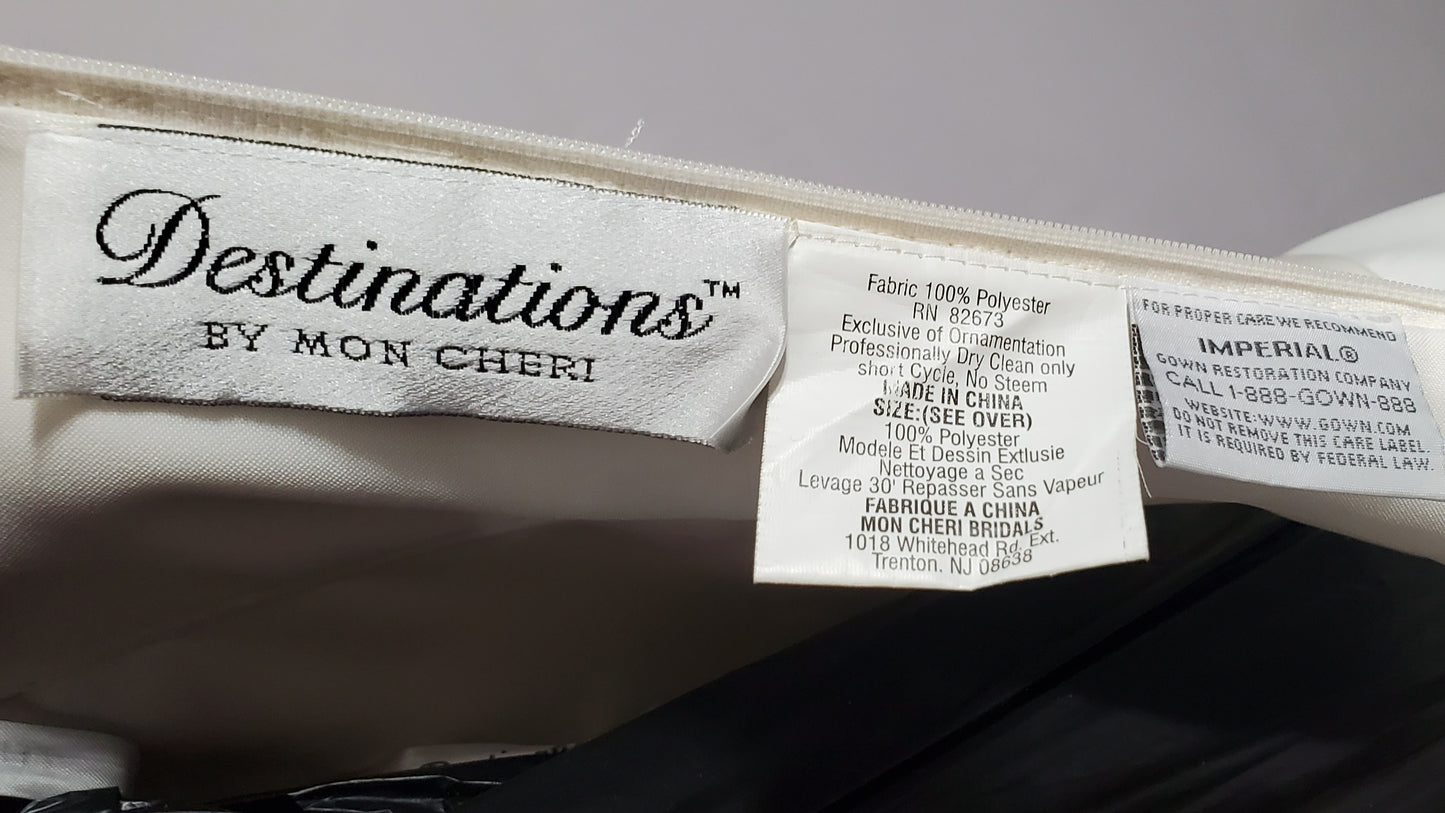 Destinations™
BY MON CHERI
Fabric 100% Polyester
RN 82673
Exclusive of Ornamentation
Professionally Dry Clean only
short Cycle, No Steem
MADE IN CHINA
SIZE:(SEE OVER)
100% Polyester
Modele Et Dessin Extlusie
Nettoyage a Sec
Levage 30' Repasser Sans Vapeur
FABRIQUE A CHINA
MON CHERI BRIDALS
1018 Whitehead Rd. Ext.
Trenton. NJ 08638
FOR PROPER CARE WE RECOMMEND
IMPERIAL®
GOWN RESTORATION COMPANY
CALL 1-888-GOWN-888
WEBSITE:WWW.GOWN.COM
DO NOT REMOVE THIS CARE LABEL.
IT IS REQUIRED BY FEDERAL LAW.